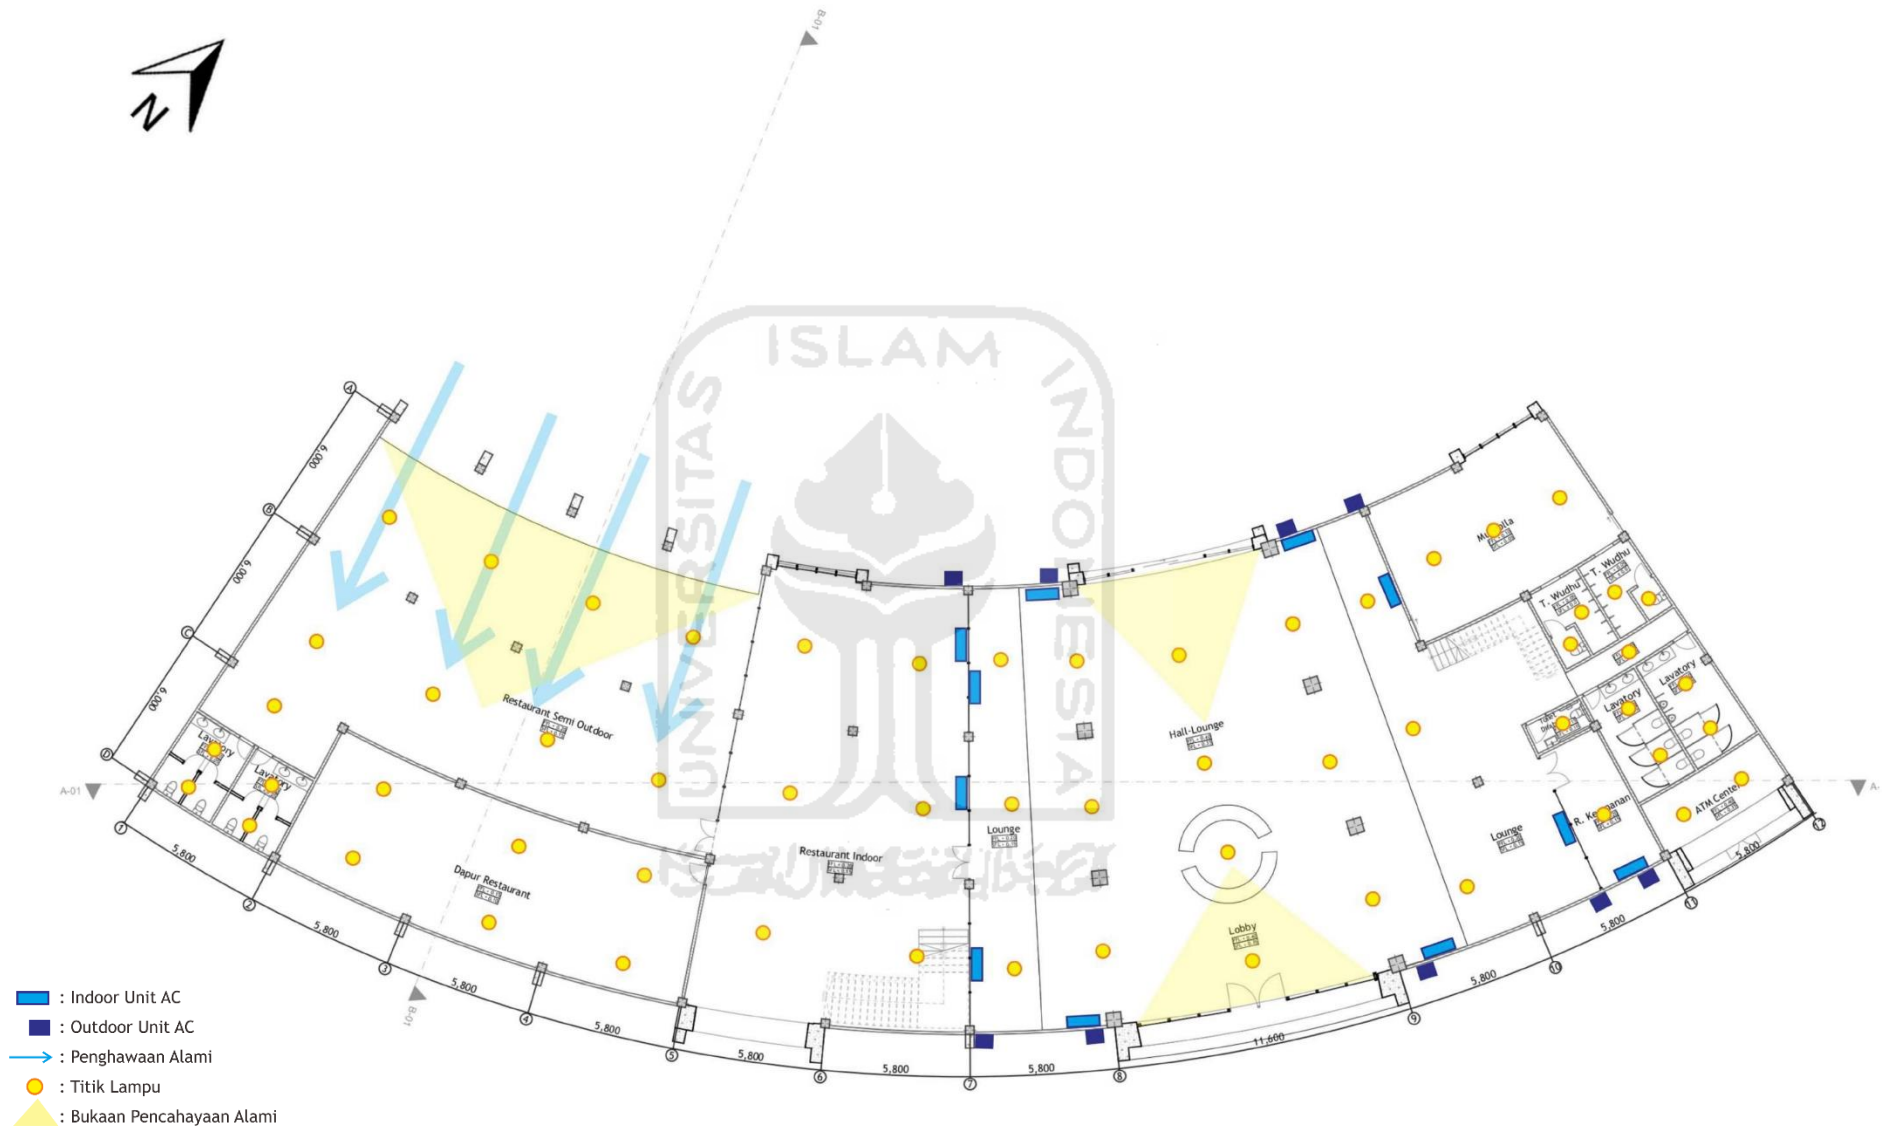 N
B-01
UNIVERSITAS ISLAM INDONESIA
A
B
C
D
6,000
6,000
6,000
A-01
A-
B-01
Lavatory
Lavatory
Restaurant Semi Outdoor
Dapur Restaurant
Restaurant Indoor
Lounge
Hall-Lounge
Lobby
Lounge
T. Wudhu
T. Wudhu
Lavatory
Lavatory
ATM Center
1
2
3
4
5
6
7
8
9
10
11
12
5,800
5,800
5,800
5,800
5,800
5,800
5,800
11,600
5,800
5,800
5,800
: Indoor Unit AC
: Outdoor Unit AC
: Penghawaan Alami
: Titik Lampu
: Bukaan Pencahayaan Alami